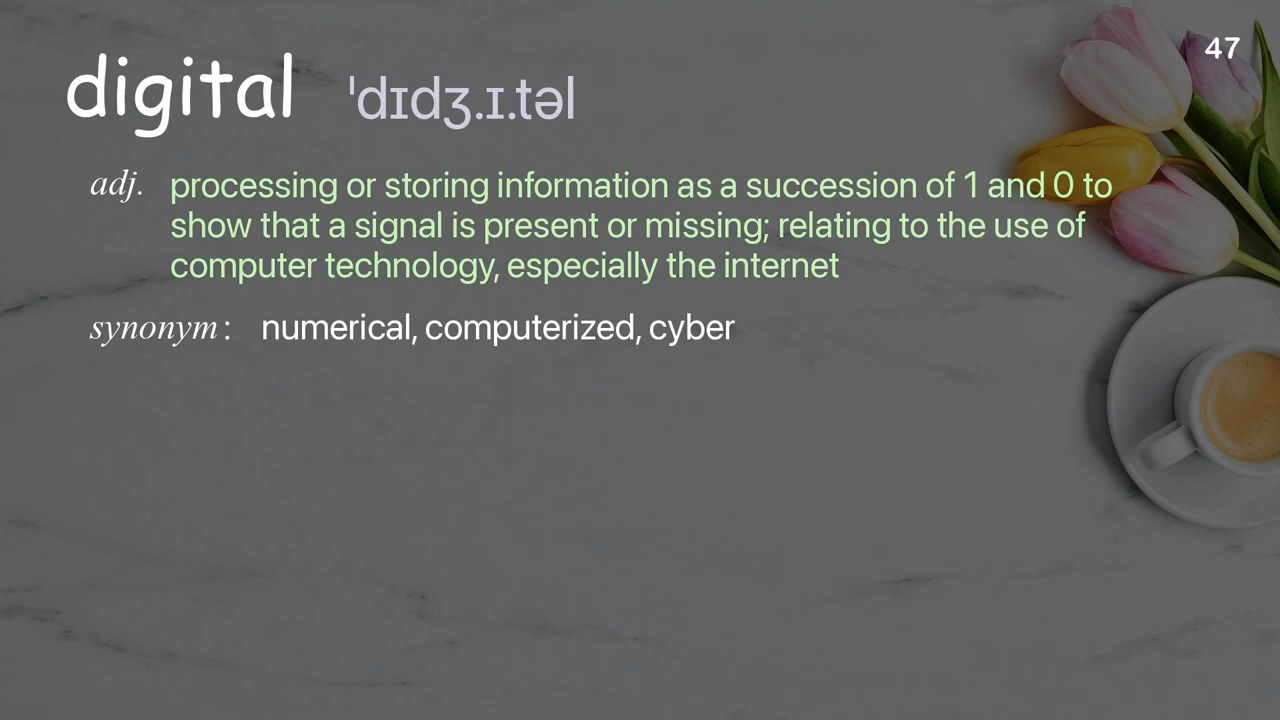 47
digital ˈdɪdʒ.ɪ.təl
adj. processing or storing information as a succession of 1 and 0 to
show that a signal is present or missing; relating to the use of
computer technology, especially the internet
synonym: numerical, computerized, cyber